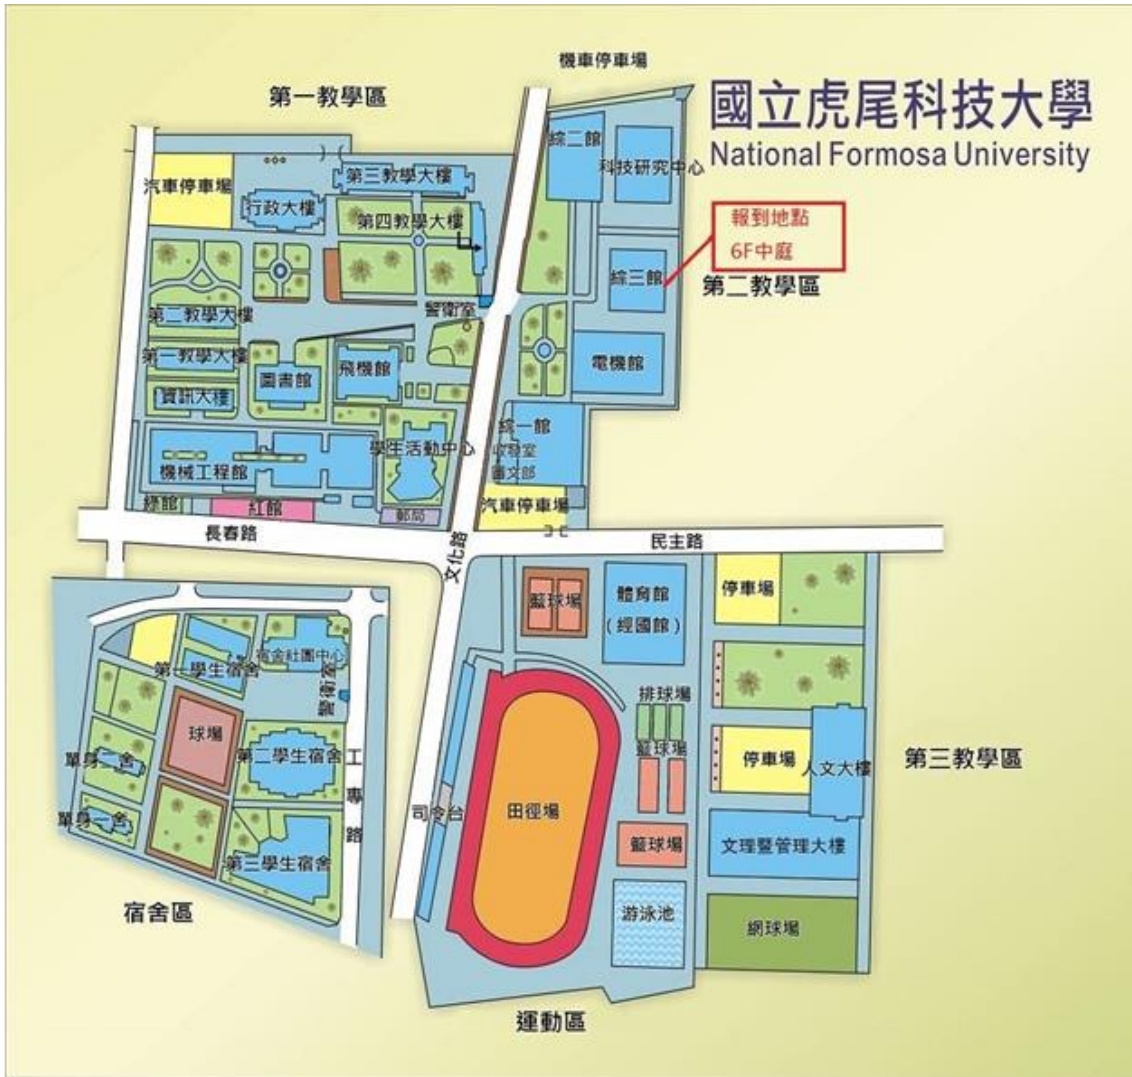 機車停車場
國立虎尾科技大學
National Formosa University
第一教學區
綜二館
科技研究中心
汽車停車場
第三教學大樓
行政大樓
第四教學大樓
報到地點
6F中庭
綜三館
第二教學區
警衛室
第二教學大樓
第一教學大樓
圖書館
飛機館
電機館
資訊大樓
綜一館
收發室
圖文部
學生活動中心
機械工程館
汽車停車場
綠館
紅館
郵局
長春路
文化路
民主路
籃球場
體育館
(經國館)
停車場
宿舍社團中心
第一學生宿舍
警衛室
排球場
球場
第二學生宿舍
籃球場
停車場
人文大樓
第三教學區
單身二舍
工專路
單身一舍
司令台
田徑場
籃球場
文理暨管理大樓
第三學生宿舍
宿舍區
游泳池
網球場
運動區